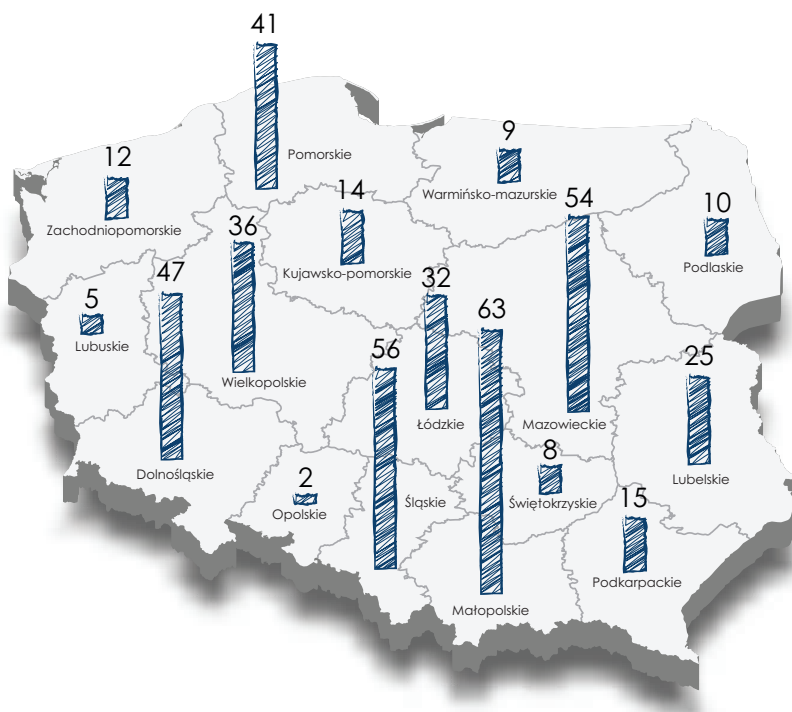 41
Pomorskie
9
Warmińsko-mazurskie
12
Zachodniopomorskie
14
Kujawsko-pomorskie
54
Mazowieckie
10
Podlaskie
36
Wielkopolskie
47
Dolnośląskie
5
Lubuskie
32
Łódzkie
63
Małopolskie
56
Śląskie
25
Lubelskie
8
Świętokrzyskie
2
Opolskie
15
Podkarpackie